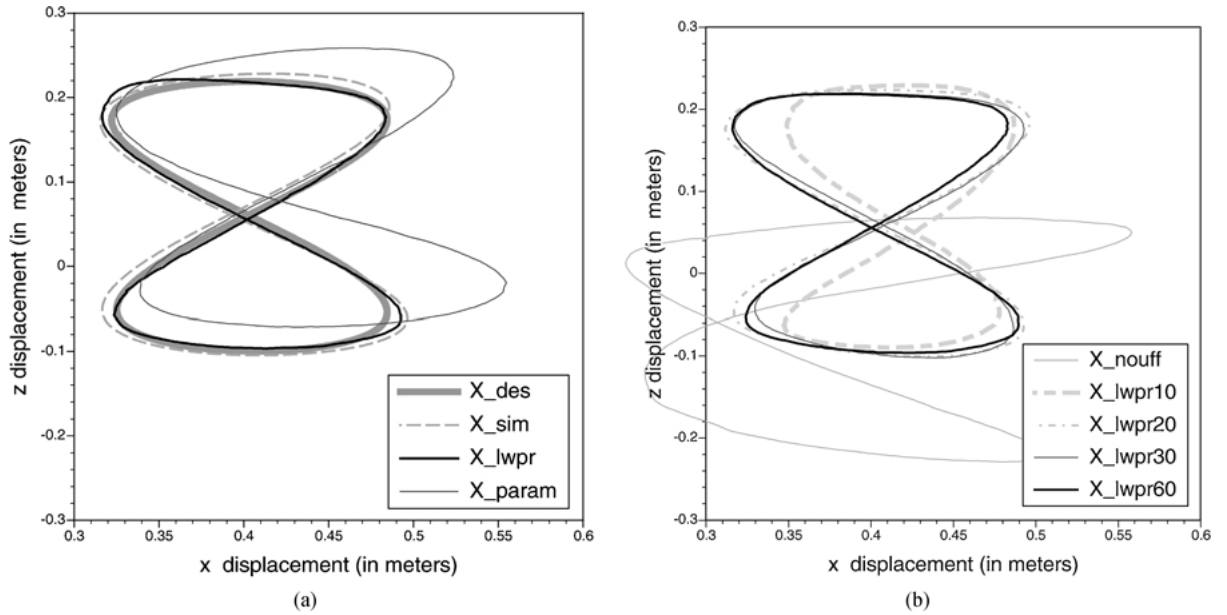 0.3
0.2
0.1
0
-0.1
-0.2
-0.3
z displacement (in meters)
0.3
0.35
0.4
0.45
0.5
0.55
0.6
x displacement (in meters)
X_des
X_sim
X_lwpr
X_param
(a)
0.3
0.2
0.1
0
-0.1
-0.2
-0.3
z displacement (in meters)
0.3
0.35
0.4
0.45
0.5
0.55
0.6
x displacement (in meters)
X_nouff
X_lwpr10
X_lwpr20
X_lwpr30
X_lwpr60
(b)